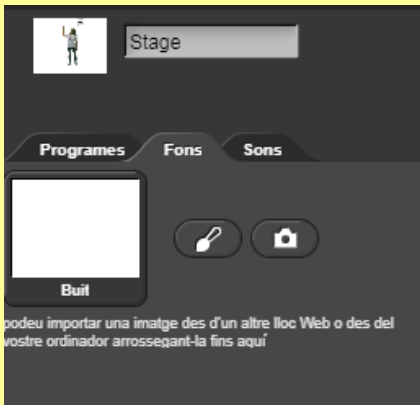 Stage
Programes Fons Sons
Buit
podeu importar una imatge des d'un altre lloc Web o des del
vostre ordinador arrossegant-la fins aquí